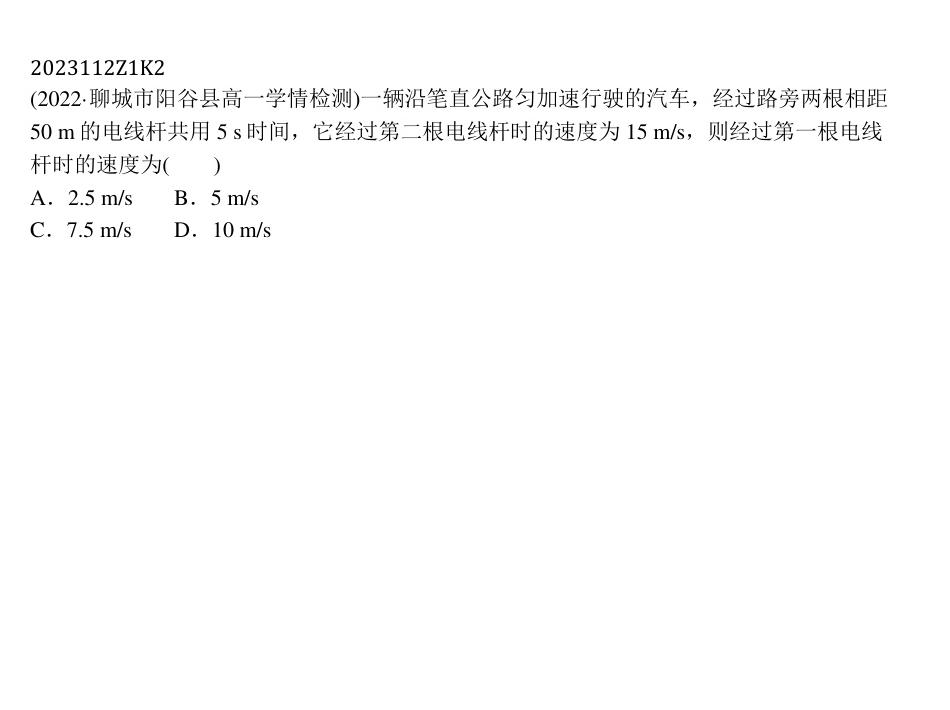 2023112Z1K2
(2022·聊城市阳谷县高一学情检测)一辆沿笔直公路匀加速行驶的汽车，经过路旁两根相距
50 m 的电线杆共用 5 s 时间，它经过第二根电线杆时的速度为 15 m/s，则经过第一根电线
杆时的速度为(　　)
A．2.5 m/s　　B．5 m/s
C．7.5 m/s　　D．10 m/s